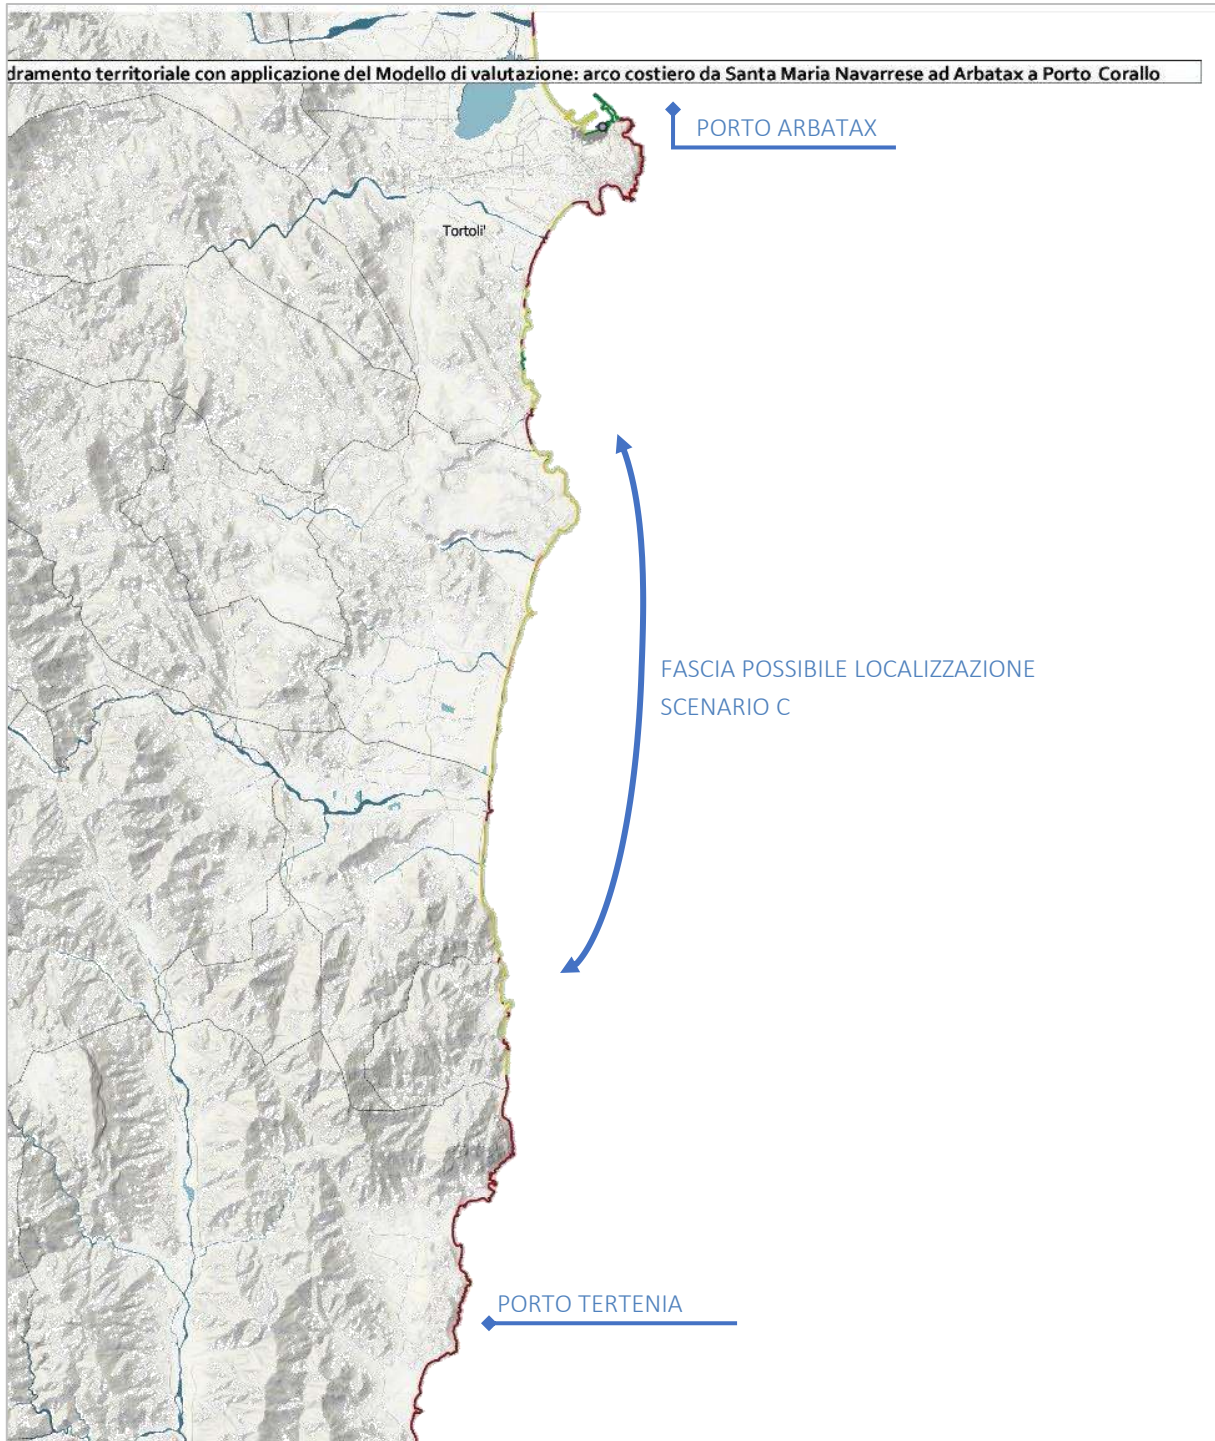 dramento territoriale con applicazione del Modello di valutazione: arco costiero da Santa Maria Navarrese ad Arbatax a Porto Corallo
PORTO ARBATAX
Tortoli'
FASCIA POSSIBILE LOCALIZZAZIONE
SCENARIO C
PORTO TERTENIA